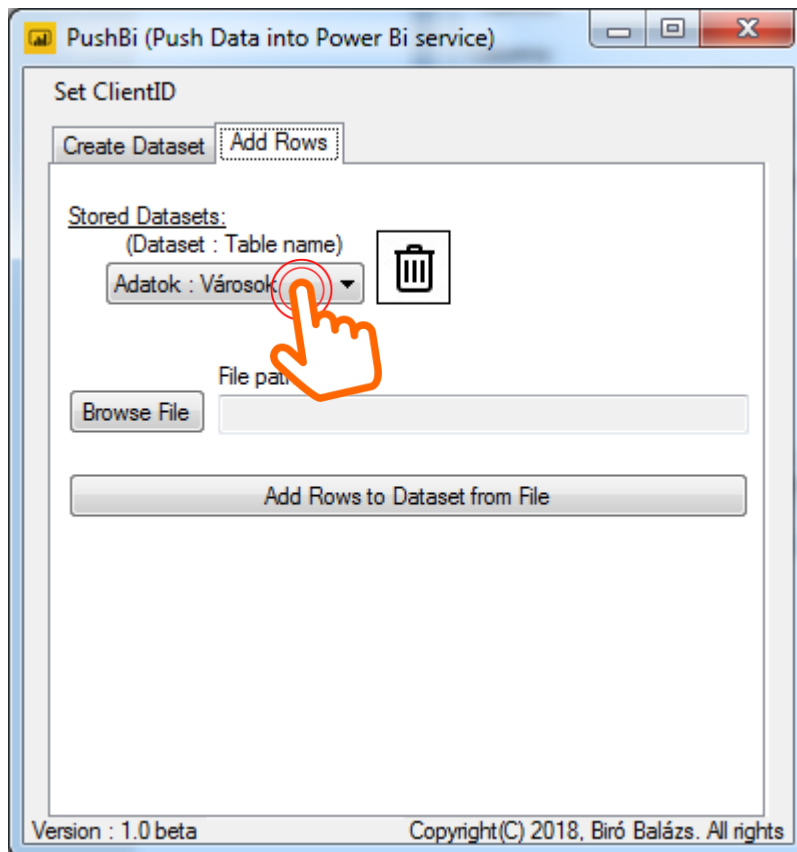 PushBi (Push Data into Power Bi service)
Set ClientID
Create Dataset
Add Rows
Stored Datasets:
(Dataset : Table name)
Adatok : Városok
File
Browse File
Add Rows to Dataset from File
Version : 1.0 beta
Copyright(C) 2018, Biró Balázs. All rights